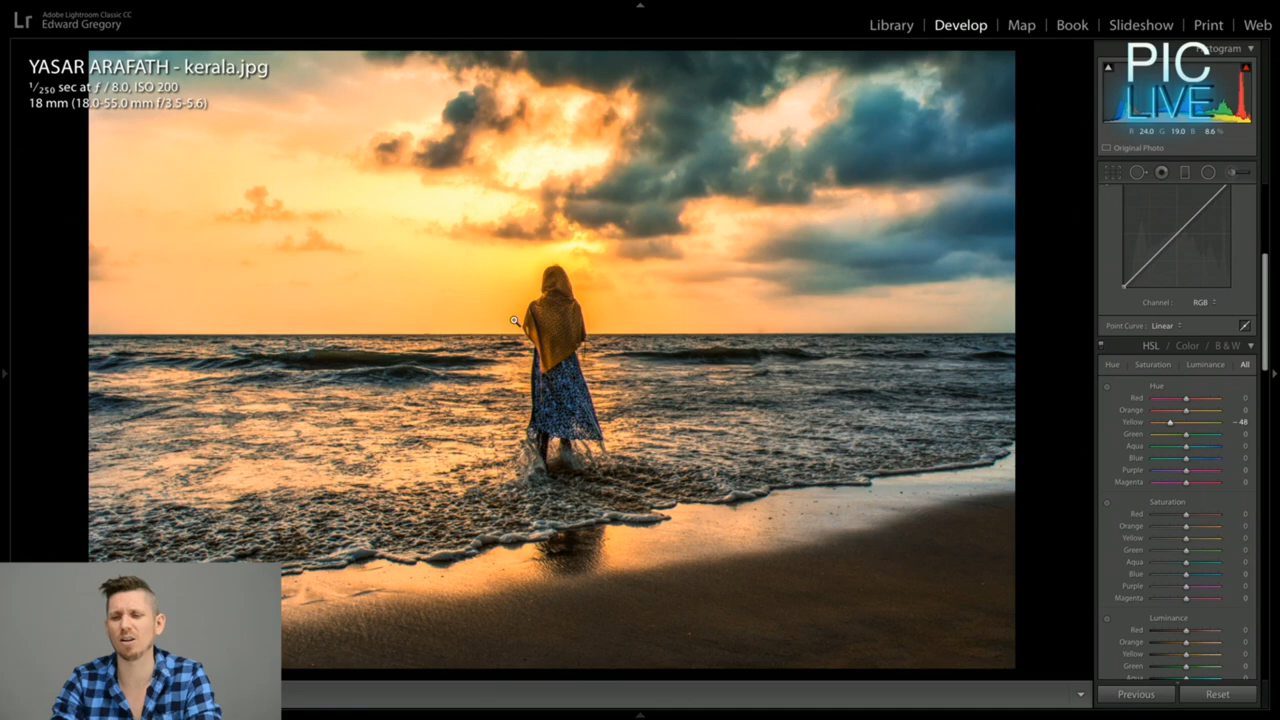 Lr
Adobe Lightroom Classic CC
Edward Gregory
Library | Develop | Map | Book | Slideshow | Print | Web
YASAR ARAFATH - kerala.jpg
1/250 sec at ƒ / 8.0, ISO 200
18 mm (18.0-55.0 mm f/3.5-5.6)
Histogram
PIC
LIVE
R 24.0 G 19.0 B 8.6 %
Original Photo
Channel : RGB
Point Curve : Linear
HSL / Color / B & W
Hue Saturation Luminance All
Hue
Red 0
Orange 0
Yellow - 48
Green 0
Aqua 0
Blue 0
Purple 0
Magenta 0
Saturation
Red 0
Orange 0
Yellow 0
Green 0
Aqua 0
Blue 0
Purple 0
Magenta 0
Luminance
Red 0
Orange 0
Yellow 0
Green 0
Aqua 0
Previous Reset